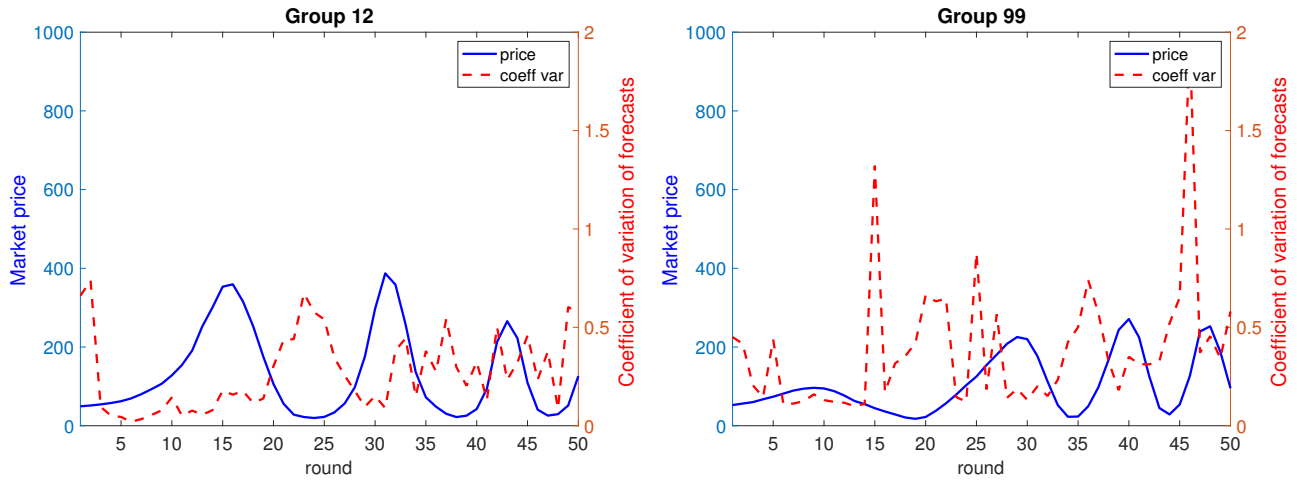 Group 12
1000
800
600
400
200
0
Market price
5 10 15 20 25 30 35 40 45 50
round
2
1.5
1
0.5
0
Coefficient of variation of forecasts
price
coeff var
Group 99
1000
800
600
400
200
0
Market price
5 10 15 20 25 30 35 40 45 50
round
2
1.5
1
0.5
0
Coefficient of variation of forecasts
price
coeff var